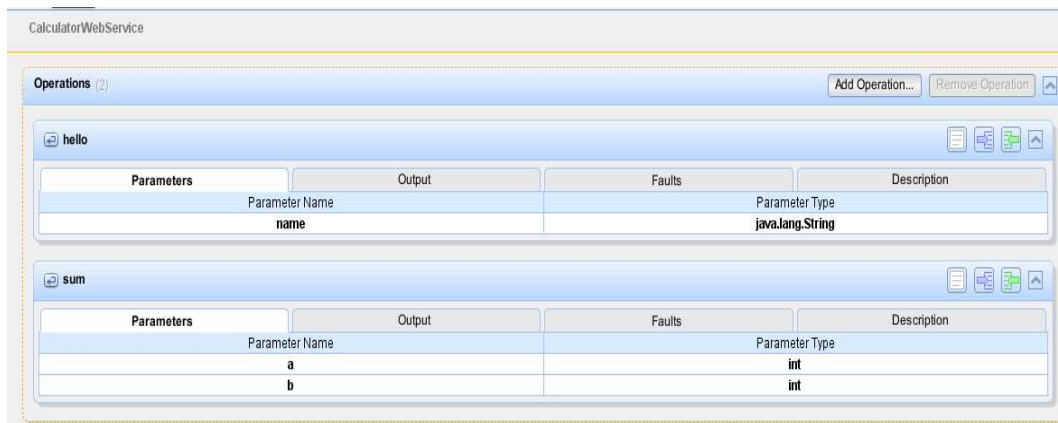 CalculatorWebService
Operations (2) Add Operation... Remove Operation
hello
Parameters Output Faults Description
Parameter Name Parameter Type
name java.lang.String
sum
Parameters Output Faults Description
Parameter Name Parameter Type
a int
b int